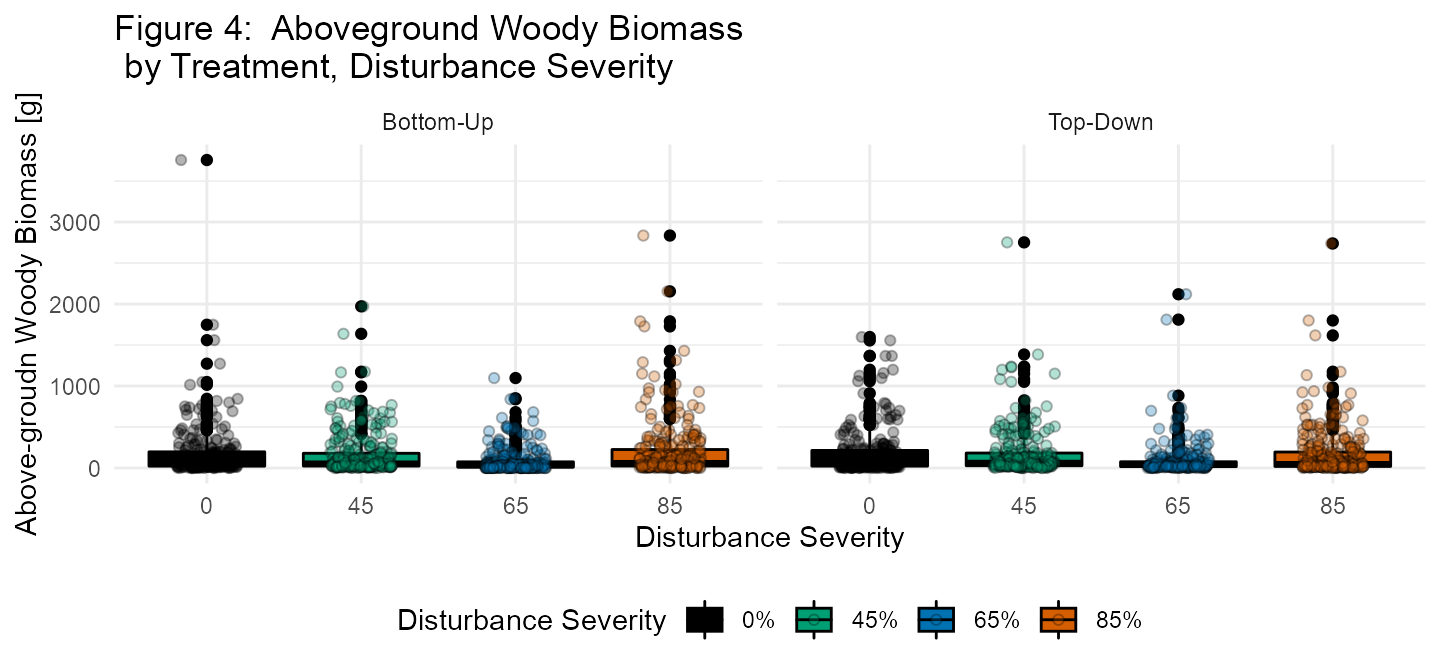 Figure 4:  Aboveground Woody Biomass
by Treatment, Disturbance Severity
Bottom-Up
Top-Down
Above-groudn Woody Biomass [g]
3000
2000
1000
0
0
45
65
85
0
45
65
85
Disturbance Severity
Disturbance Severity
0%
45%
65%
85%